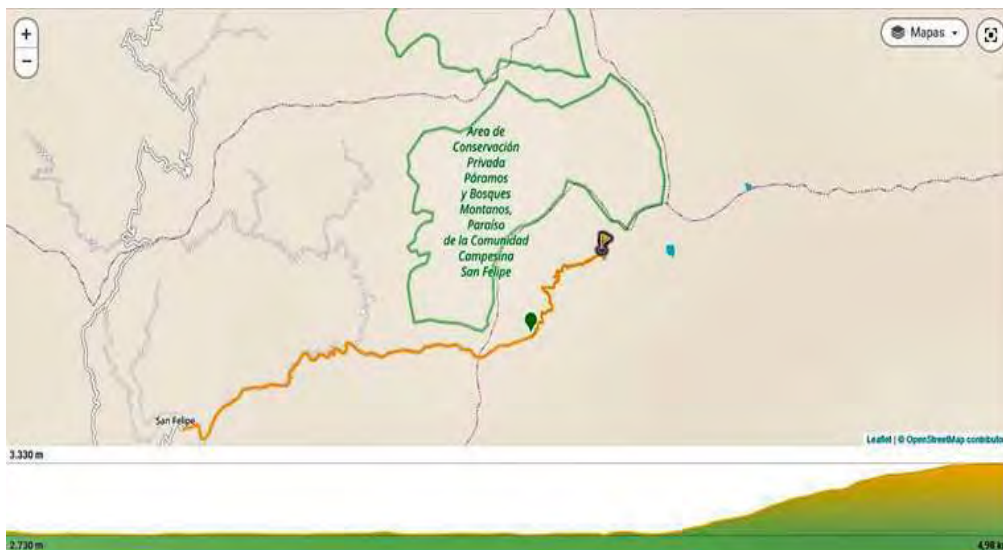 +
−
Mapas
Área de
Conservación
Privada
Páramos
y Bosques
Montanos,
Paraíso
de la Comunidad
Campesina
San Felipe
San Felipe
Leaflet | © OpenStreetMap contributo
3.330 m
2.730 m
4,98 k